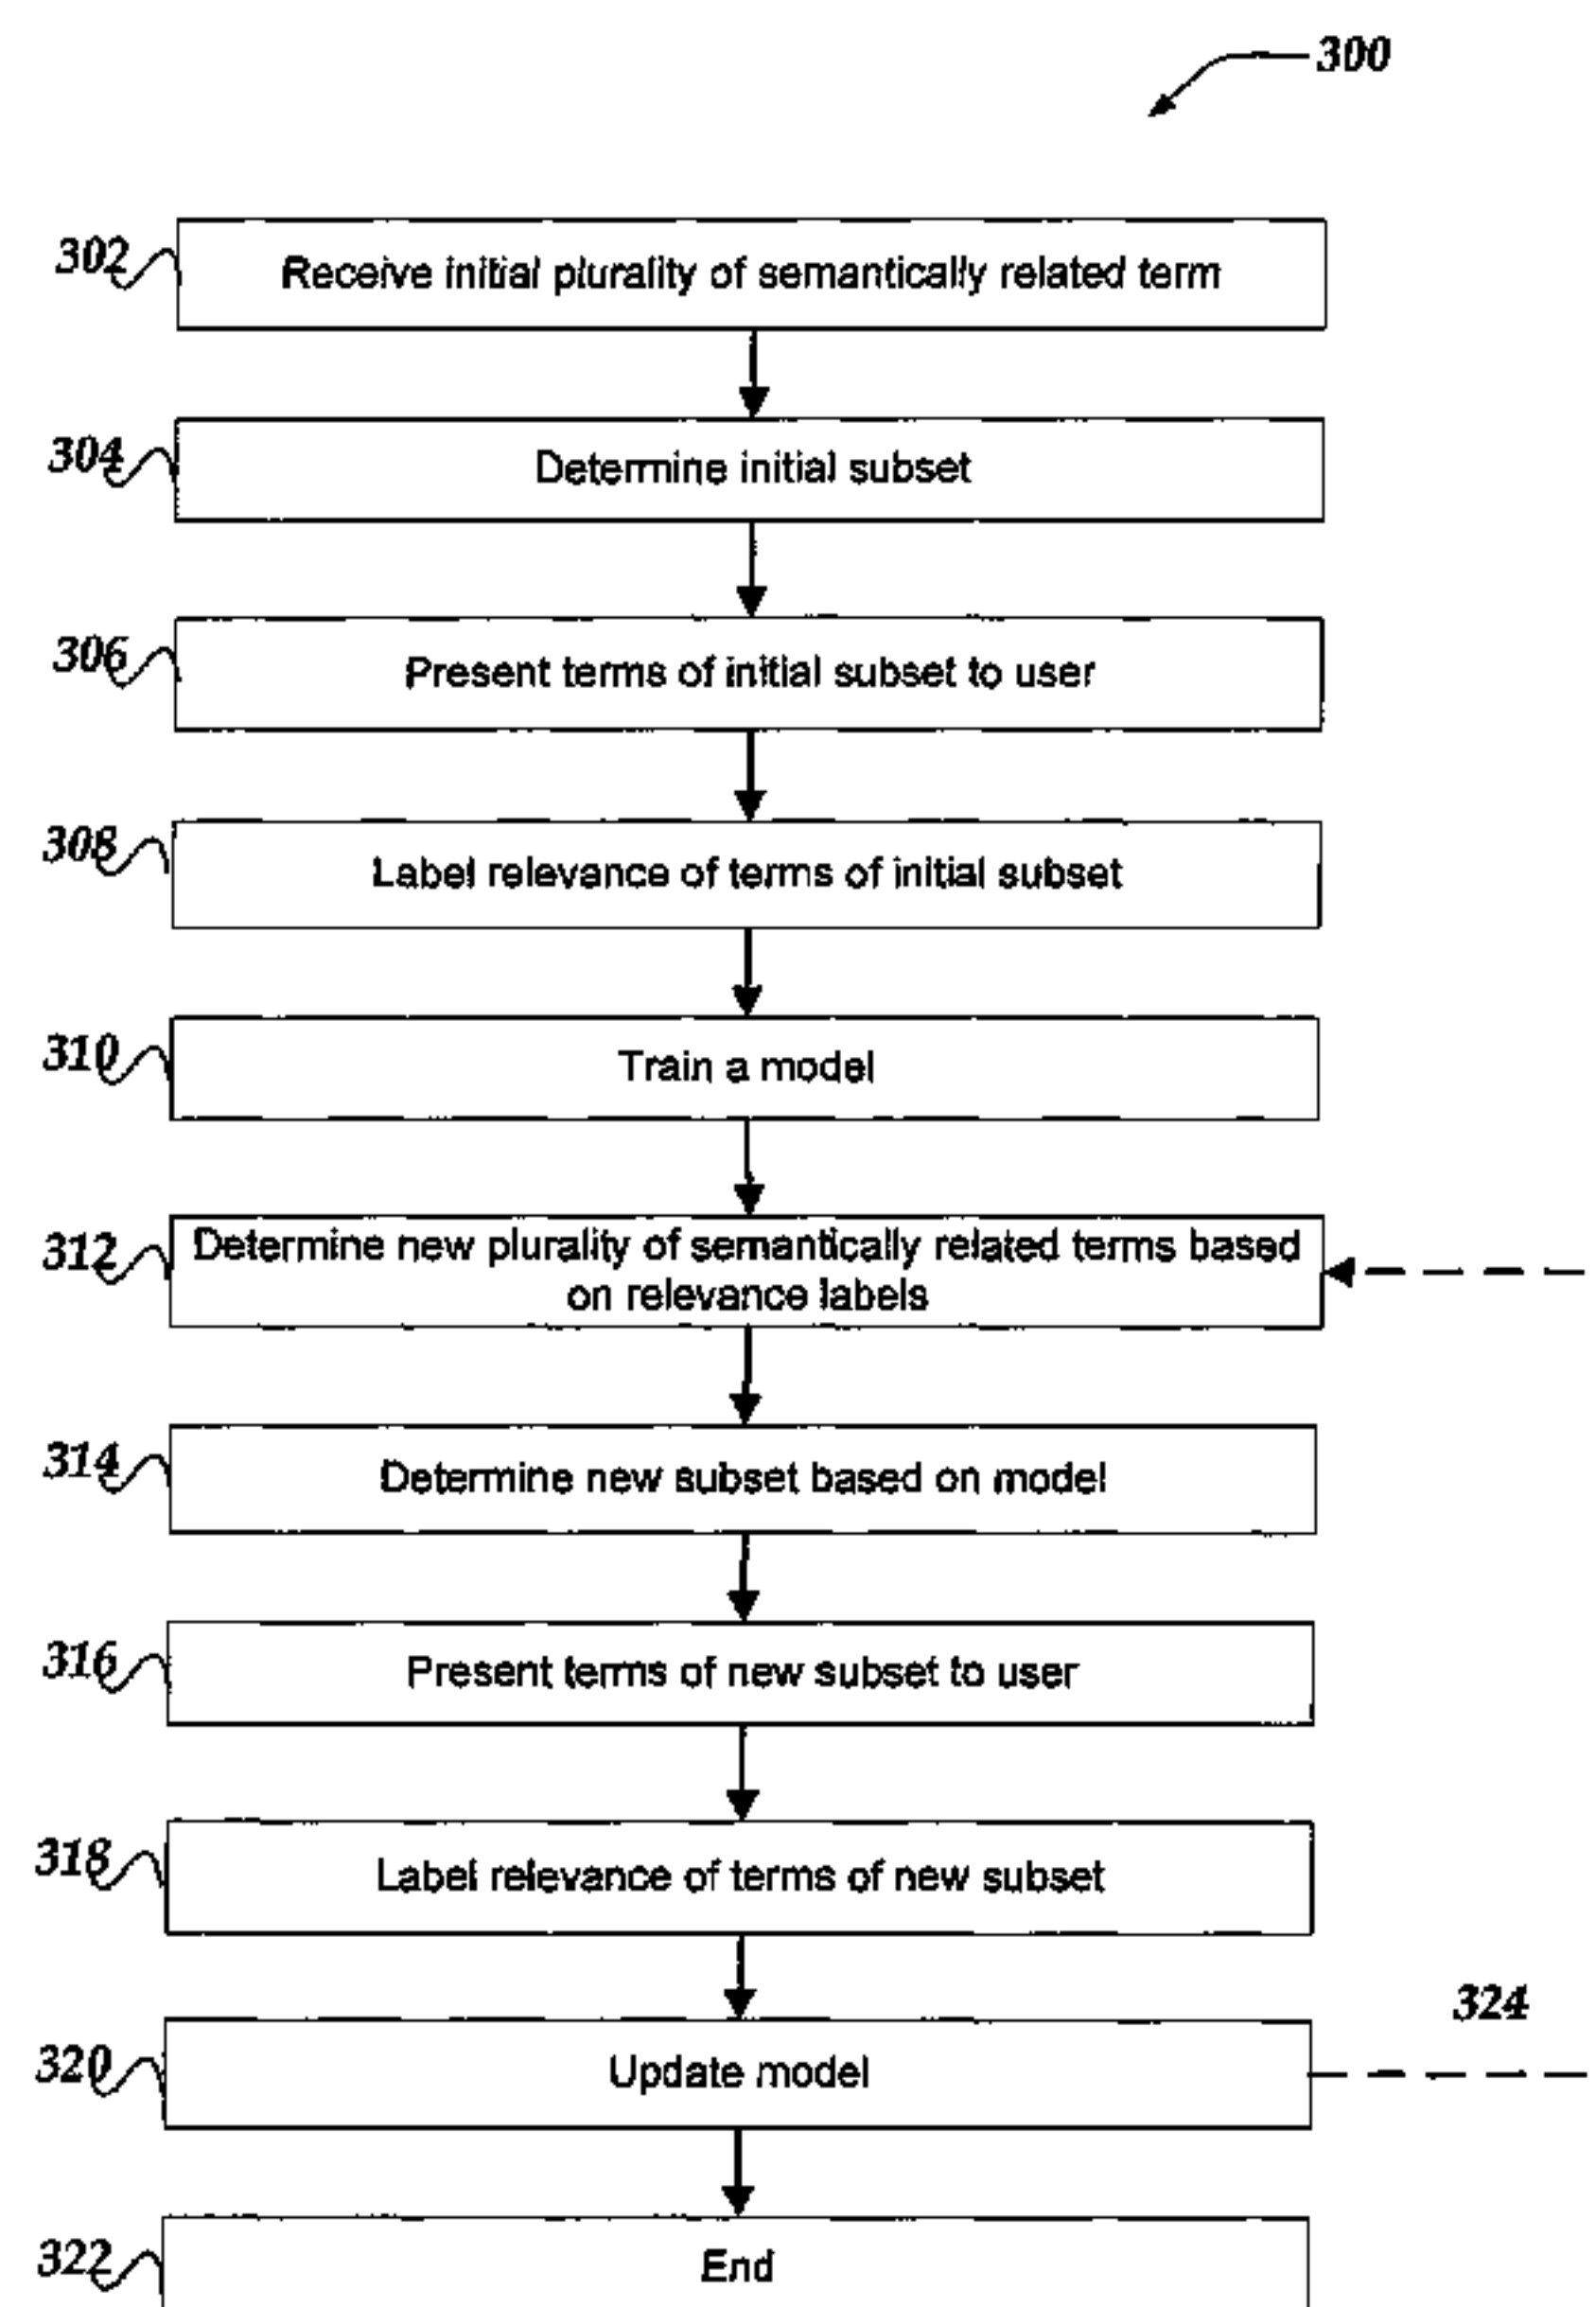 300
302
Receive initial plurality of semantically related term
304
Determine initial subset
306
Present terms of initial subset to user
308
Label relevance of terms of initial subset
310
Train a model
312
Determine new plurality of semantically related terms based
on relevance labels
314
Determine new subset based on model
316
Present terms of new subset to user
318
Label relevance of terms of new subset
324
320
Update model
322
End